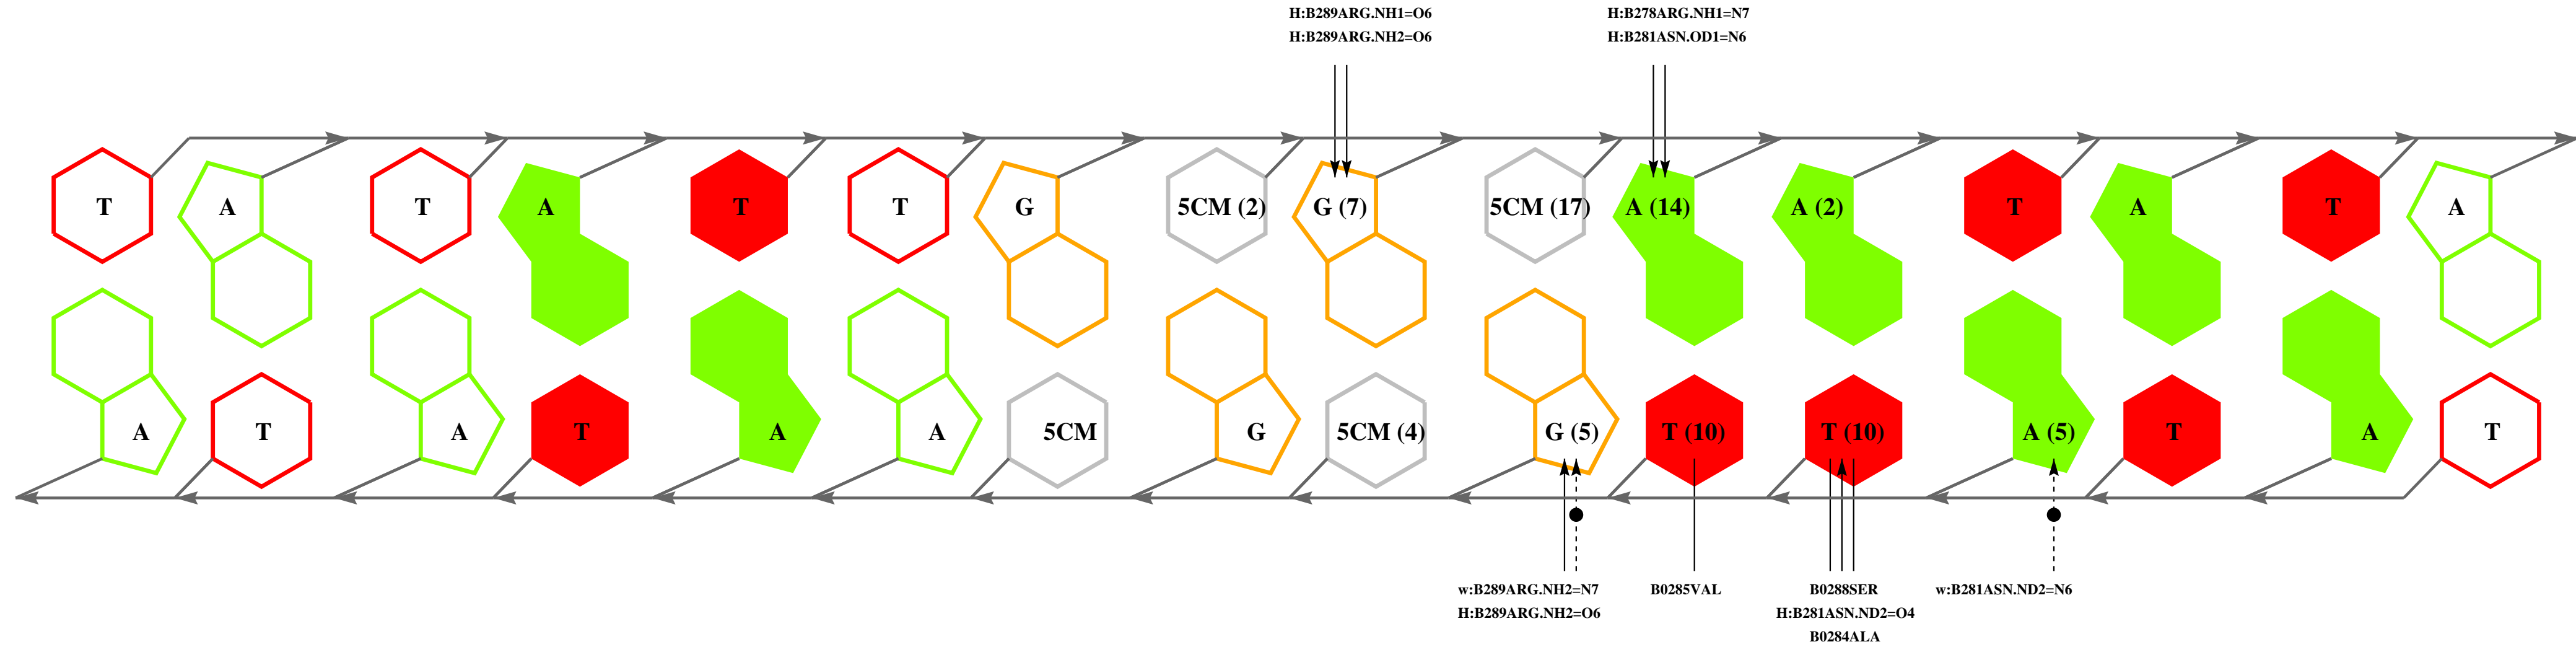 H:B289ARG.NH1=O6 H:B278ARG.NH1=N7
H:B289ARG.NH2=O6 H:B281ASN.OD1=N6
T A T A T T G 5CM (2) G (7) 5CM (17) A (14) A (2) T A T A
A T A T A A 5CM G 5CM (4) G (5) T (10) T (10) A (5) T A T
w:B289ARG.NH2=N7 B0285VAL B0288SER w:B281ASN.ND2=N6
H:B289ARG.NH2=O6 H:B281ASN.ND2=O4
B0284ALA